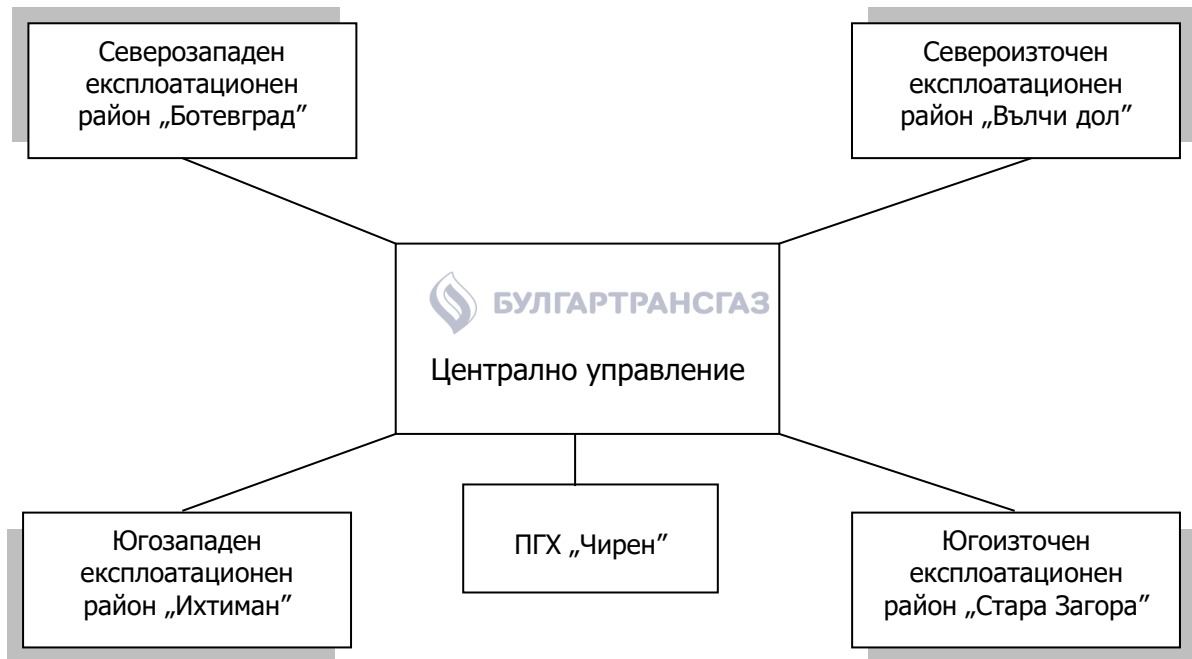 Северозападен
експлоатационен
район „Ботевград”
Североизточен
експлоатационен
район „Вълчи дол”
БУЛГАРТРАНСГАЗ
Централно управление
Югозападен
експлоатационен
район „Ихтиман”
ПГХ „Чирен”
Югоизточен
експлоатационен
район „Стара Загора”